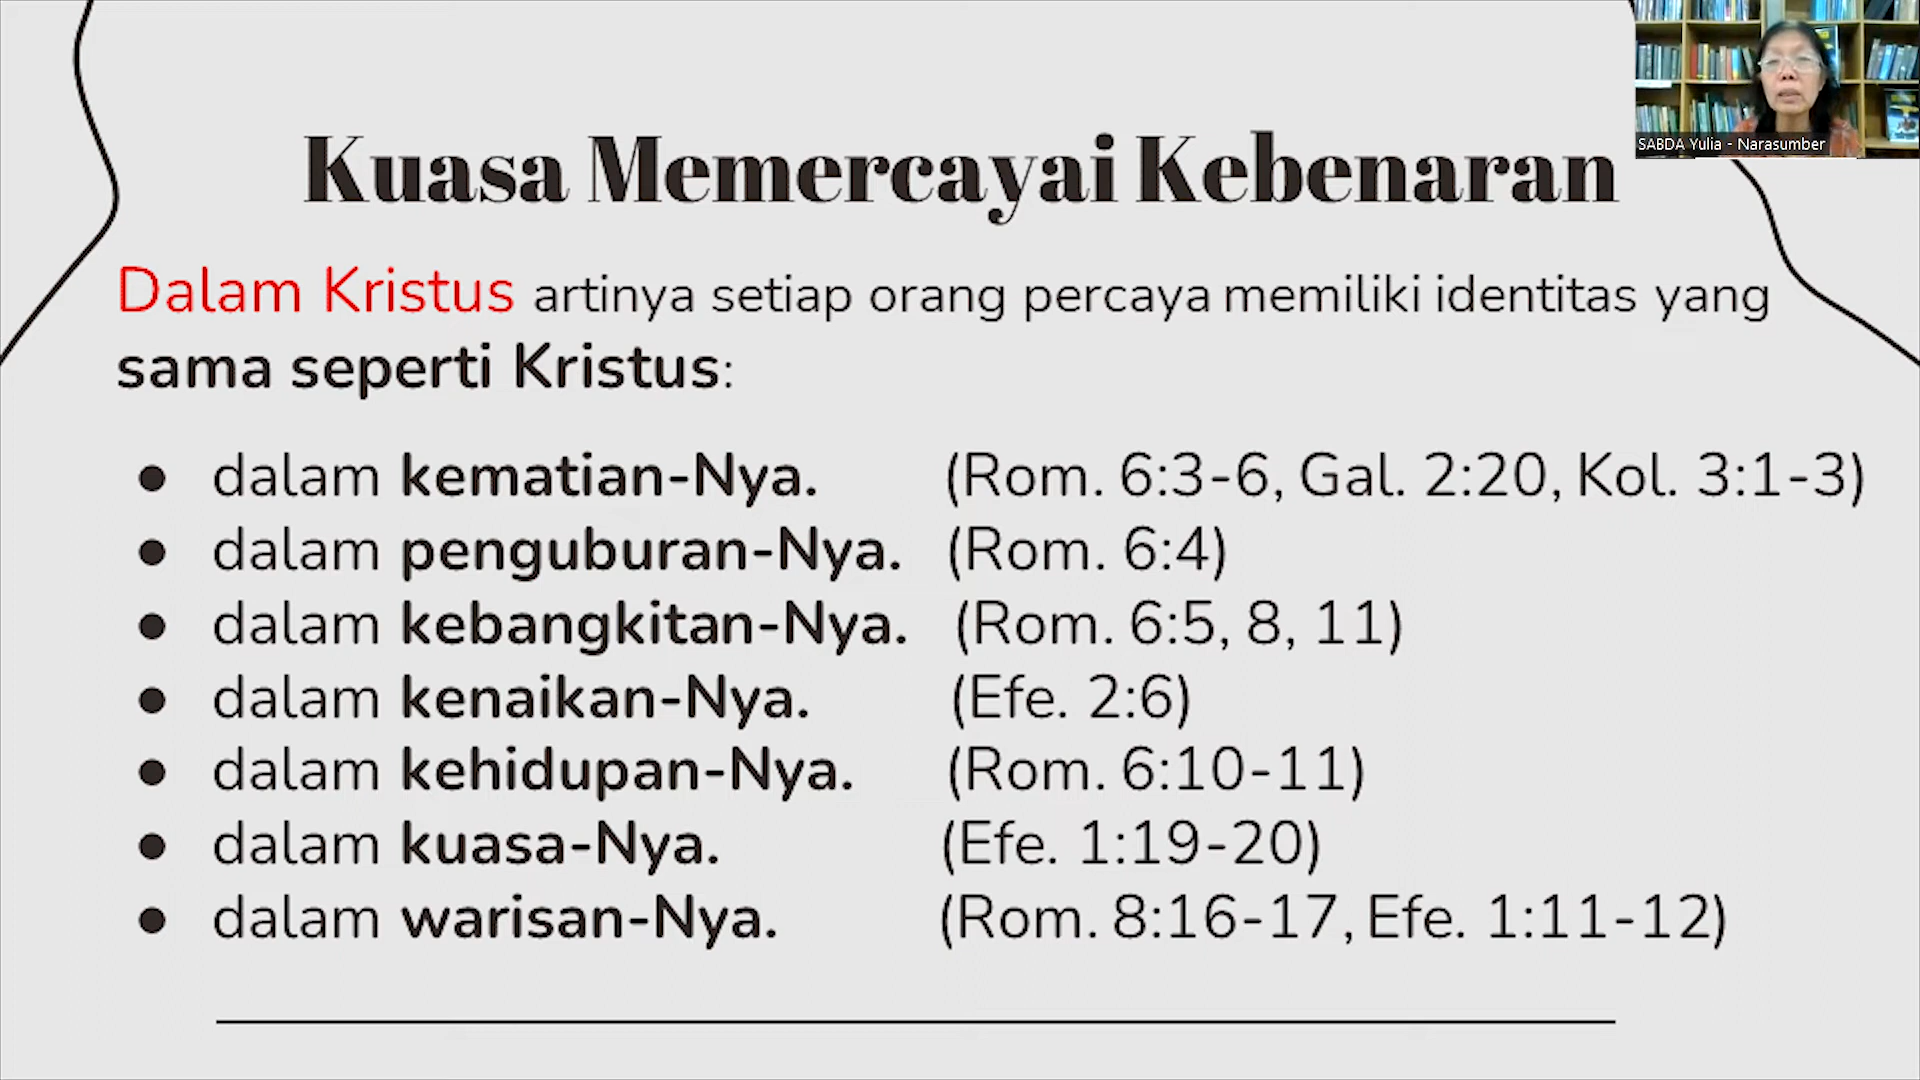 Kuasa Memercayai Kebenaran
SABDA Yulia - Narasumber
Dalam Kristus artinya setiap orang percaya memiliki identitas yang
sama seperti Kristus:
● dalam kematian-Nya. (Rom. 6:3-6, Gal. 2:20, Kol. 3:1-3)
● dalam penguburan-Nya. (Rom. 6:4)
● dalam kebangkitan-Nya. (Rom. 6:5, 8, 11)
● dalam kenaikan-Nya. (Efe. 2:6)
● dalam kehidupan-Nya. (Rom. 6:10-11)
● dalam kuasa-Nya. (Efe. 1:19-20)
● dalam warisan-Nya. (Rom. 8:16-17, Efe. 1:11-12)